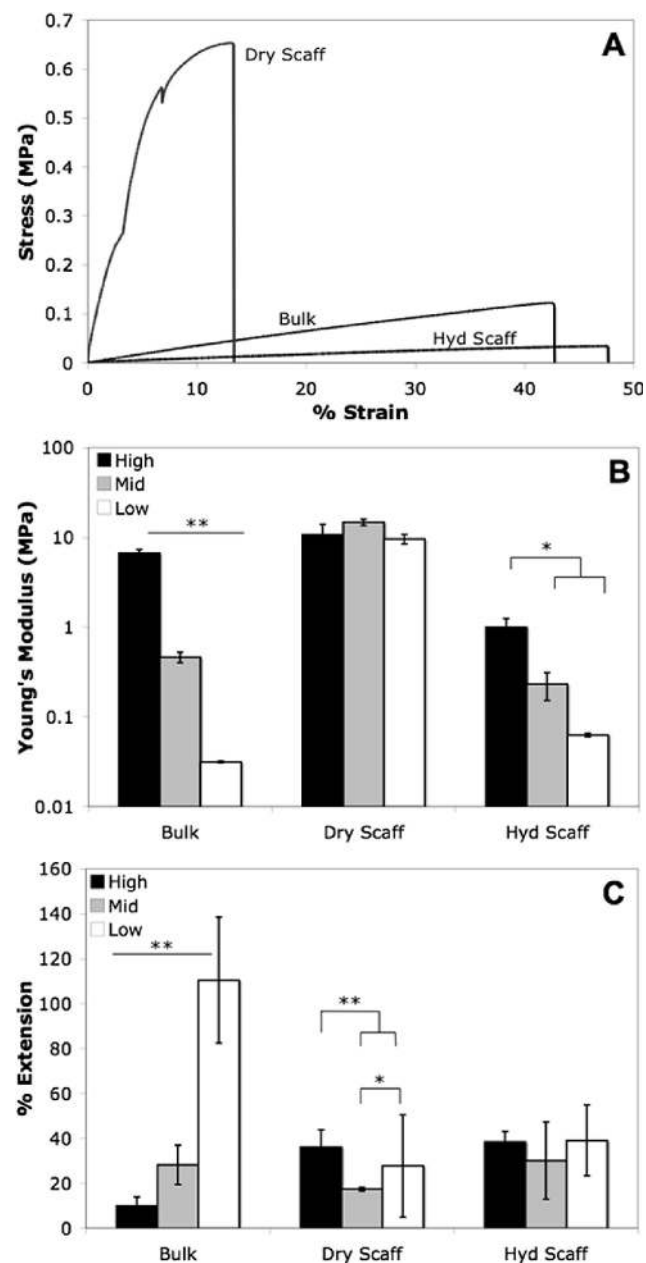 A
0.7
0.6
0.5
0.4
0.3
0.2
0.1
0
Stress (MPa)
Dry Scaff
Bulk
Hyd Scaff
0 10 20 30 40 50
% Strain
B
100
10
1
0.1
0.01
Young's Modulus (MPa)
High
Mid
Low
**
*
Bulk Dry Scaff Hyd Scaff
C
160
140
120
100
80
60
40
20
0
% Extension
High
Mid
Low
**
**
*
Bulk Dry Scaff Hyd Scaff